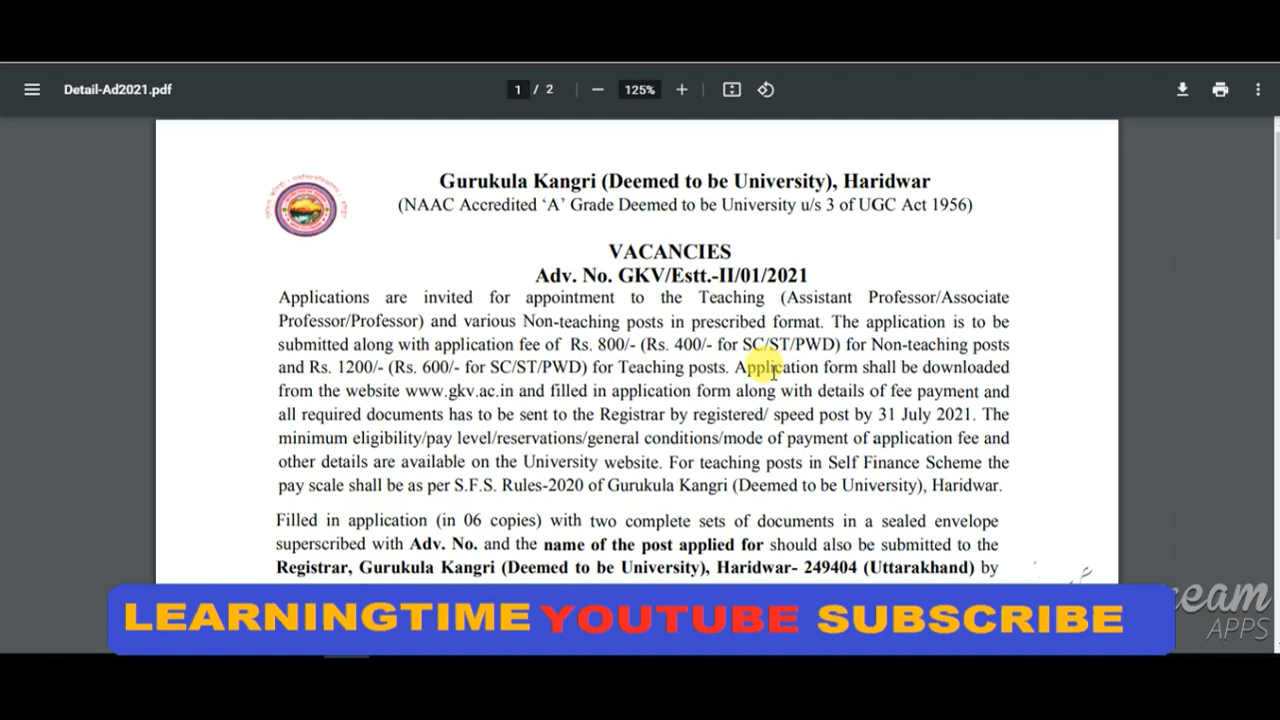 Detail-Ad2021.pdf
1 / 2
125%
Gurukula Kangri (Deemed to be University), Haridwar
(NAAC Accredited ‘A’ Grade Deemed to be University u/s 3 of UGC Act 1956)
VACANCIES
Adv. No. GKV/Estt.-II/01/2021
Applications are invited for appointment to the Teaching (Assistant Professor/Associate
Professor/Professor) and various Non-teaching posts in prescribed format. The application is to be
submitted along with application fee of Rs. 800/- (Rs. 400/- for SC/ST/PWD) for Non-teaching posts
and Rs. 1200/- (Rs. 600/- for SC/ST/PWD) for Teaching posts. Application form shall be downloaded
from the website www.gkv.ac.in and filled in application form along with details of fee payment and
all required documents has to be sent to the Registrar by registered/ speed post by 31 July 2021. The
minimum eligibility/pay level/reservations/general conditions/mode of payment of application fee and
other details are available on the University website. For teaching posts in Self Finance Scheme the
pay scale shall be as per S.F.S. Rules-2020 of Gurukula Kangri (Deemed to be University), Haridwar.
Filled in application (in 06 copies) with two complete sets of documents in a sealed envelope
superscribed with Adv. No. and the name of the post applied for should also be submitted to the
Registrar, Gurukula Kangri (Deemed to be University), Haridwar- 249404 (Uttarakhand) by
LEARNINGTIME YOUTUBE SUBSCRIBE
APPS